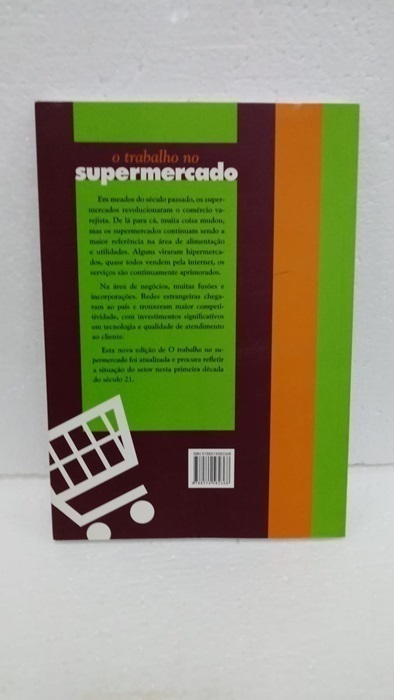 o trabalho no
supermercado
Em meados do século passado, os super-
mercados revolucionaram o comércio va-
rejista. De lá para cá, muita coisa mudou,
mas os supermercados continuam sendo a
maior referência na área de alimentação
e utilidades. Alguns viraram hipermerca-
dos, quase todos vendem pela internet, os
serviços são continuamente aprimorados.
Na área de negócios, muitas fusões e
incorporações. Redes estrangeiras chega-
ram ao país e trouxeram maior competi-
tividade, com investimentos significativos
em tecnologia e qualidade de atendimento
ao cliente.
Esta nova edição de O trabalho no su-
permercado foi atualizada e procura refletir
a situação do setor nesta primeira década
do século 21.
ISBN